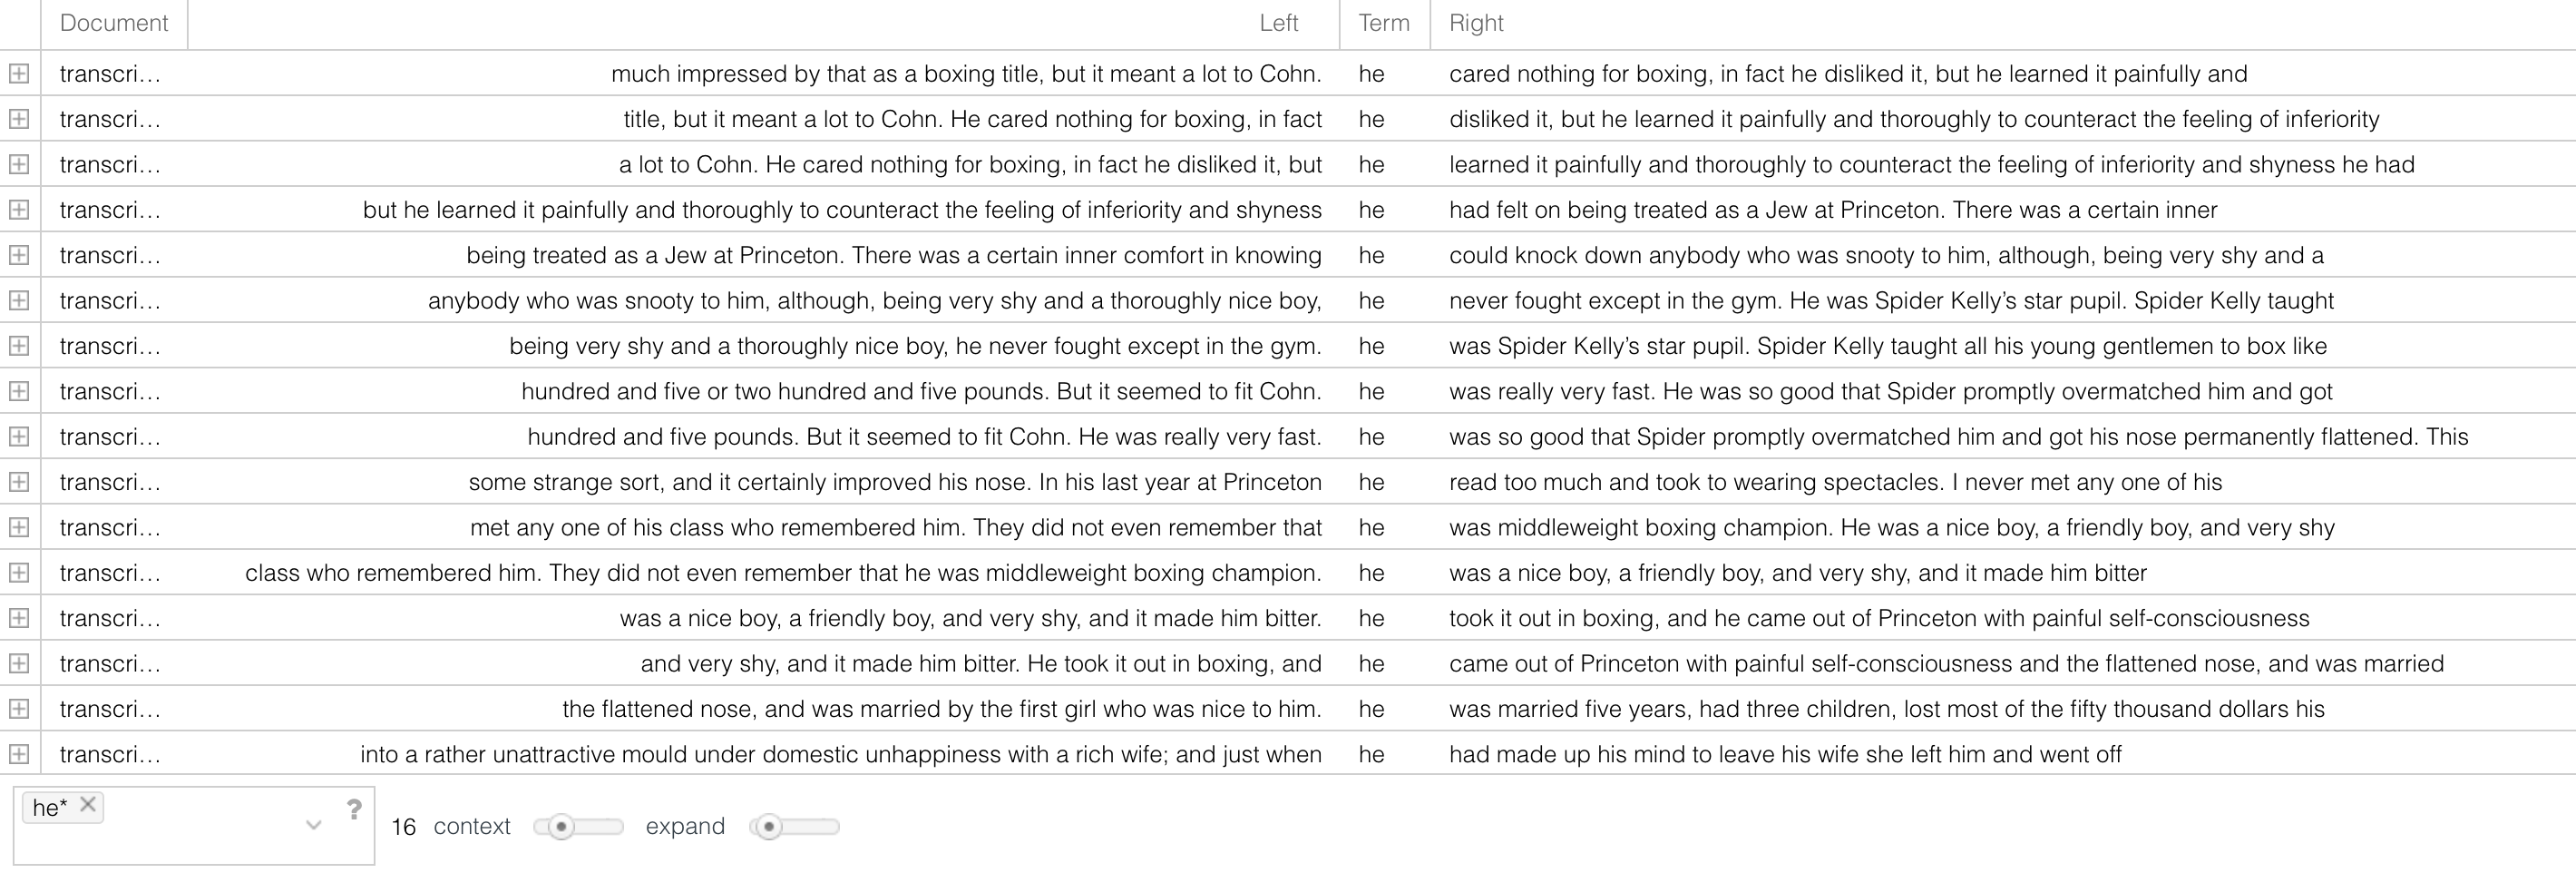 Document Left Term Right
transcri... much impressed by that as a boxing title, but it meant a lot to Cohn. he cared nothing for boxing, in fact he disliked it, but he learned it painfully and
transcri... title, but it meant a lot to Cohn. He cared nothing for boxing, in fact he disliked it, but he learned it painfully and thoroughly to counteract the feeling of inferiority
transcri... a lot to Cohn. He cared nothing for boxing, in fact he disliked it, but he learned it painfully and thoroughly to counteract the feeling of inferiority and shyness he had
transcri... but he learned it painfully and thoroughly to counteract the feeling of inferiority and shyness he had felt on being treated as a Jew at Princeton. There was a certain inner
transcri... being treated as a Jew at Princeton. There was a certain inner comfort in knowing he could knock down anybody who was snooty to him, although, being very shy and a
transcri... anybody who was snooty to him, although, being very shy and a thoroughly nice boy, he never fought except in the gym. He was Spider Kelly’s star pupil. Spider Kelly taught
transcri... being very shy and a thoroughly nice boy, he never fought except in the gym. he was Spider Kelly’s star pupil. Spider Kelly taught all his young gentlemen to box like
transcri... hundred and five or two hundred and five pounds. But it seemed to fit Cohn. he was really very fast. He was so good that Spider promptly overmatched him and got
transcri... hundred and five pounds. But it seemed to fit Cohn. He was really very fast. he was so good that Spider promptly overmatched him and got his nose permanently flattened. This
transcri... some strange sort, and it certainly improved his nose. In his last year at Princeton he read too much and took to wearing spectacles. I never met any one of his
transcri... met any one of his class who remembered him. They did not even remember that he was middleweight boxing champion. He was a nice boy, a friendly boy, and very shy
transcri... class who remembered him. They did not even remember that he was middleweight boxing champion. he was a nice boy, a friendly boy, and very shy, and it made him bitter
transcri... was a nice boy, a friendly boy, and very shy, and it made him bitter. he took it out in boxing, and he came out of Princeton with painful self-consciousness
transcri... and very shy, and it made him bitter. He took it out in boxing, and he came out of Princeton with painful self-consciousness and the flattened nose, and was married
transcri... the flattened nose, and was married by the first girl who was nice to him. he was married five years, had three children, lost most of the fifty thousand dollars his
transcri... into a rather unattractive mould under domestic unhappiness with a rich wife; and just when he had made up his mind to leave his wife she left him and went off
he* ? 16 context expand